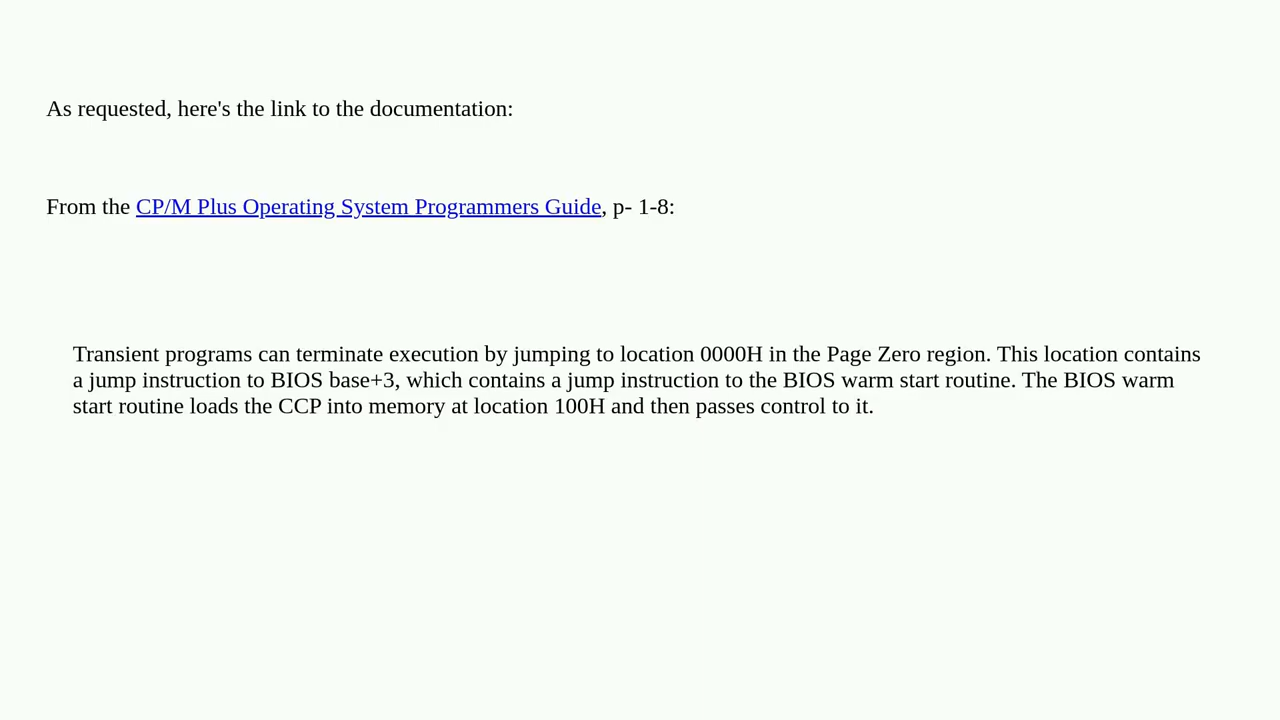 As requested, here's the link to the documentation:
From the CP/M Plus Operating System Programmers Guide, p- 1-8:
Transient programs can terminate execution by jumping to location 0000H in the Page Zero region. This location contains
a jump instruction to BIOS base+3, which contains a jump instruction to the BIOS warm start routine. The BIOS warm
start routine loads the CCP into memory at location 100H and then passes control to it.